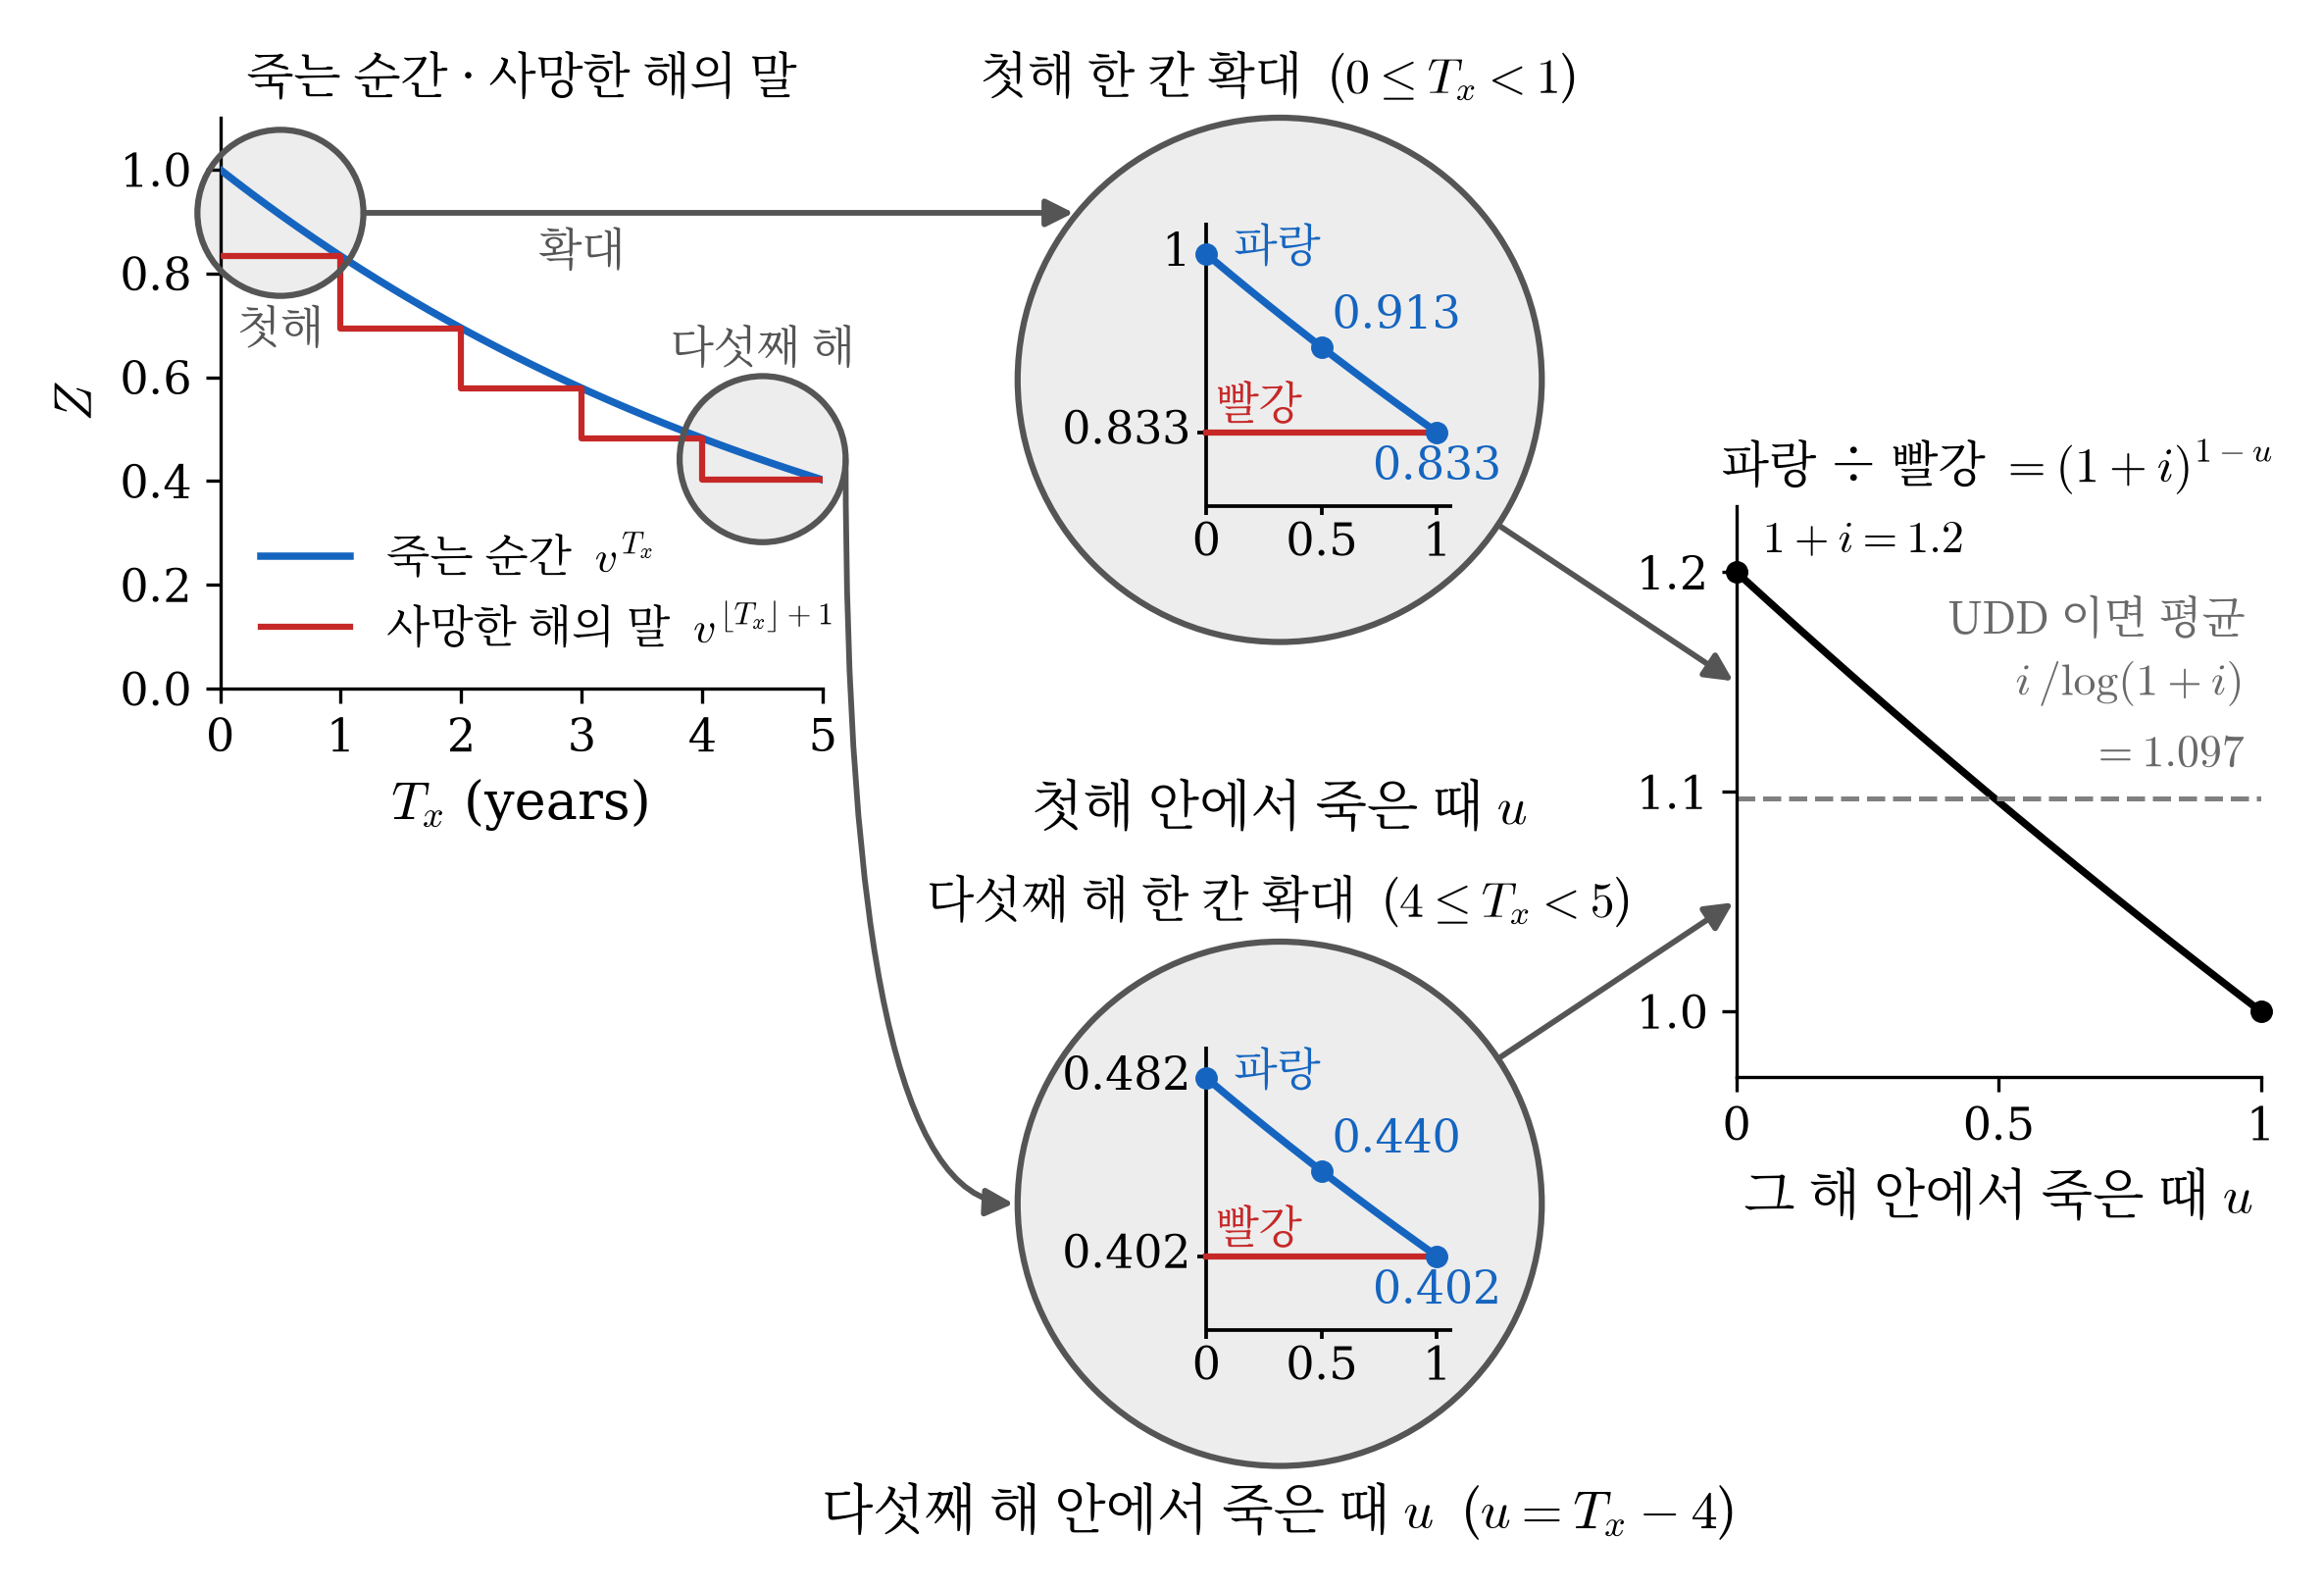 죽는 순간 · 사망한 해의 말
Z
1.0
0.8
0.6
0.4
0.2
0.0
0 1 2 3 4 5
T_x (years)
첫해
확대
다섯째 해
죽는 순간 v^{T_x}
사망한 해의 말 v^{⌊T_x⌋+1}
첫해 한 칸 확대 (0 ≤ T_x < 1)
1
0.833
파랑
0.913
빨강
0.833
0 0.5 1
첫해 안에서 죽은 때 u
다섯째 해 한 칸 확대 (4 ≤ T_x < 5)
0.482
0.402
파랑
0.440
빨강
0.402
0 0.5 1
다섯째 해 안에서 죽은 때 u (u = T_x − 4)
파랑 ÷ 빨강 = (1 + i)^{1 − u}
1 + i = 1.2
1.2
1.1
1.0
UDD 이면 평균
i /log(1 + i)
= 1.097
0 0.5 1
그 해 안에서 죽은 때 u